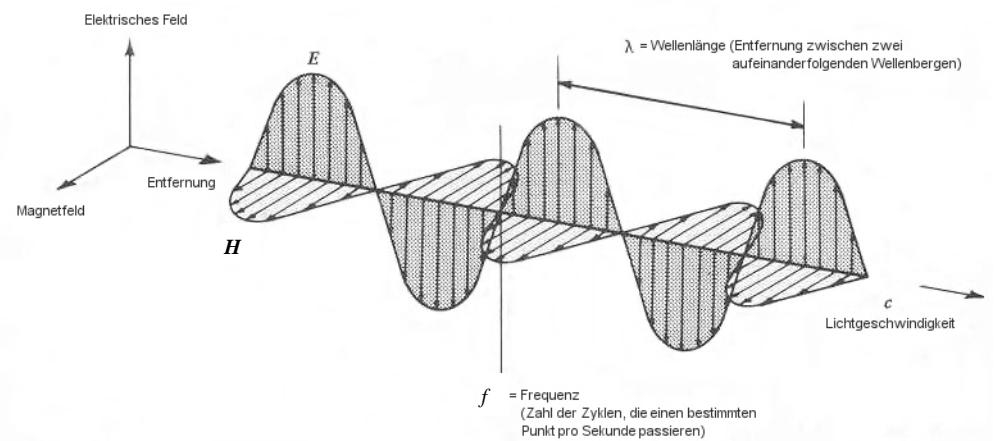 Elektrisches Feld
E
λ = Wellenlänge (Entfernung zwischen zwei
aufeinanderfolgenden Wellenbergen)
Entfernung
Magnetfeld
H
c
Lichtgeschwindigkeit
f = Frequenz
(Zahl der Zyklen, die einen bestimmten
Punkt pro Sekunde passieren)